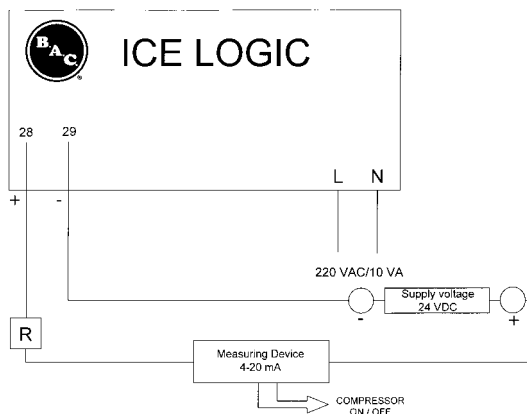 B.A.C.
®
ICE LOGIC
28 29
L N
+ -
220 VAC/10 VA
Supply voltage
24 VDC
- +
R
Measuring Device
4-20 mA
COMPRESSOR
ON / OFF